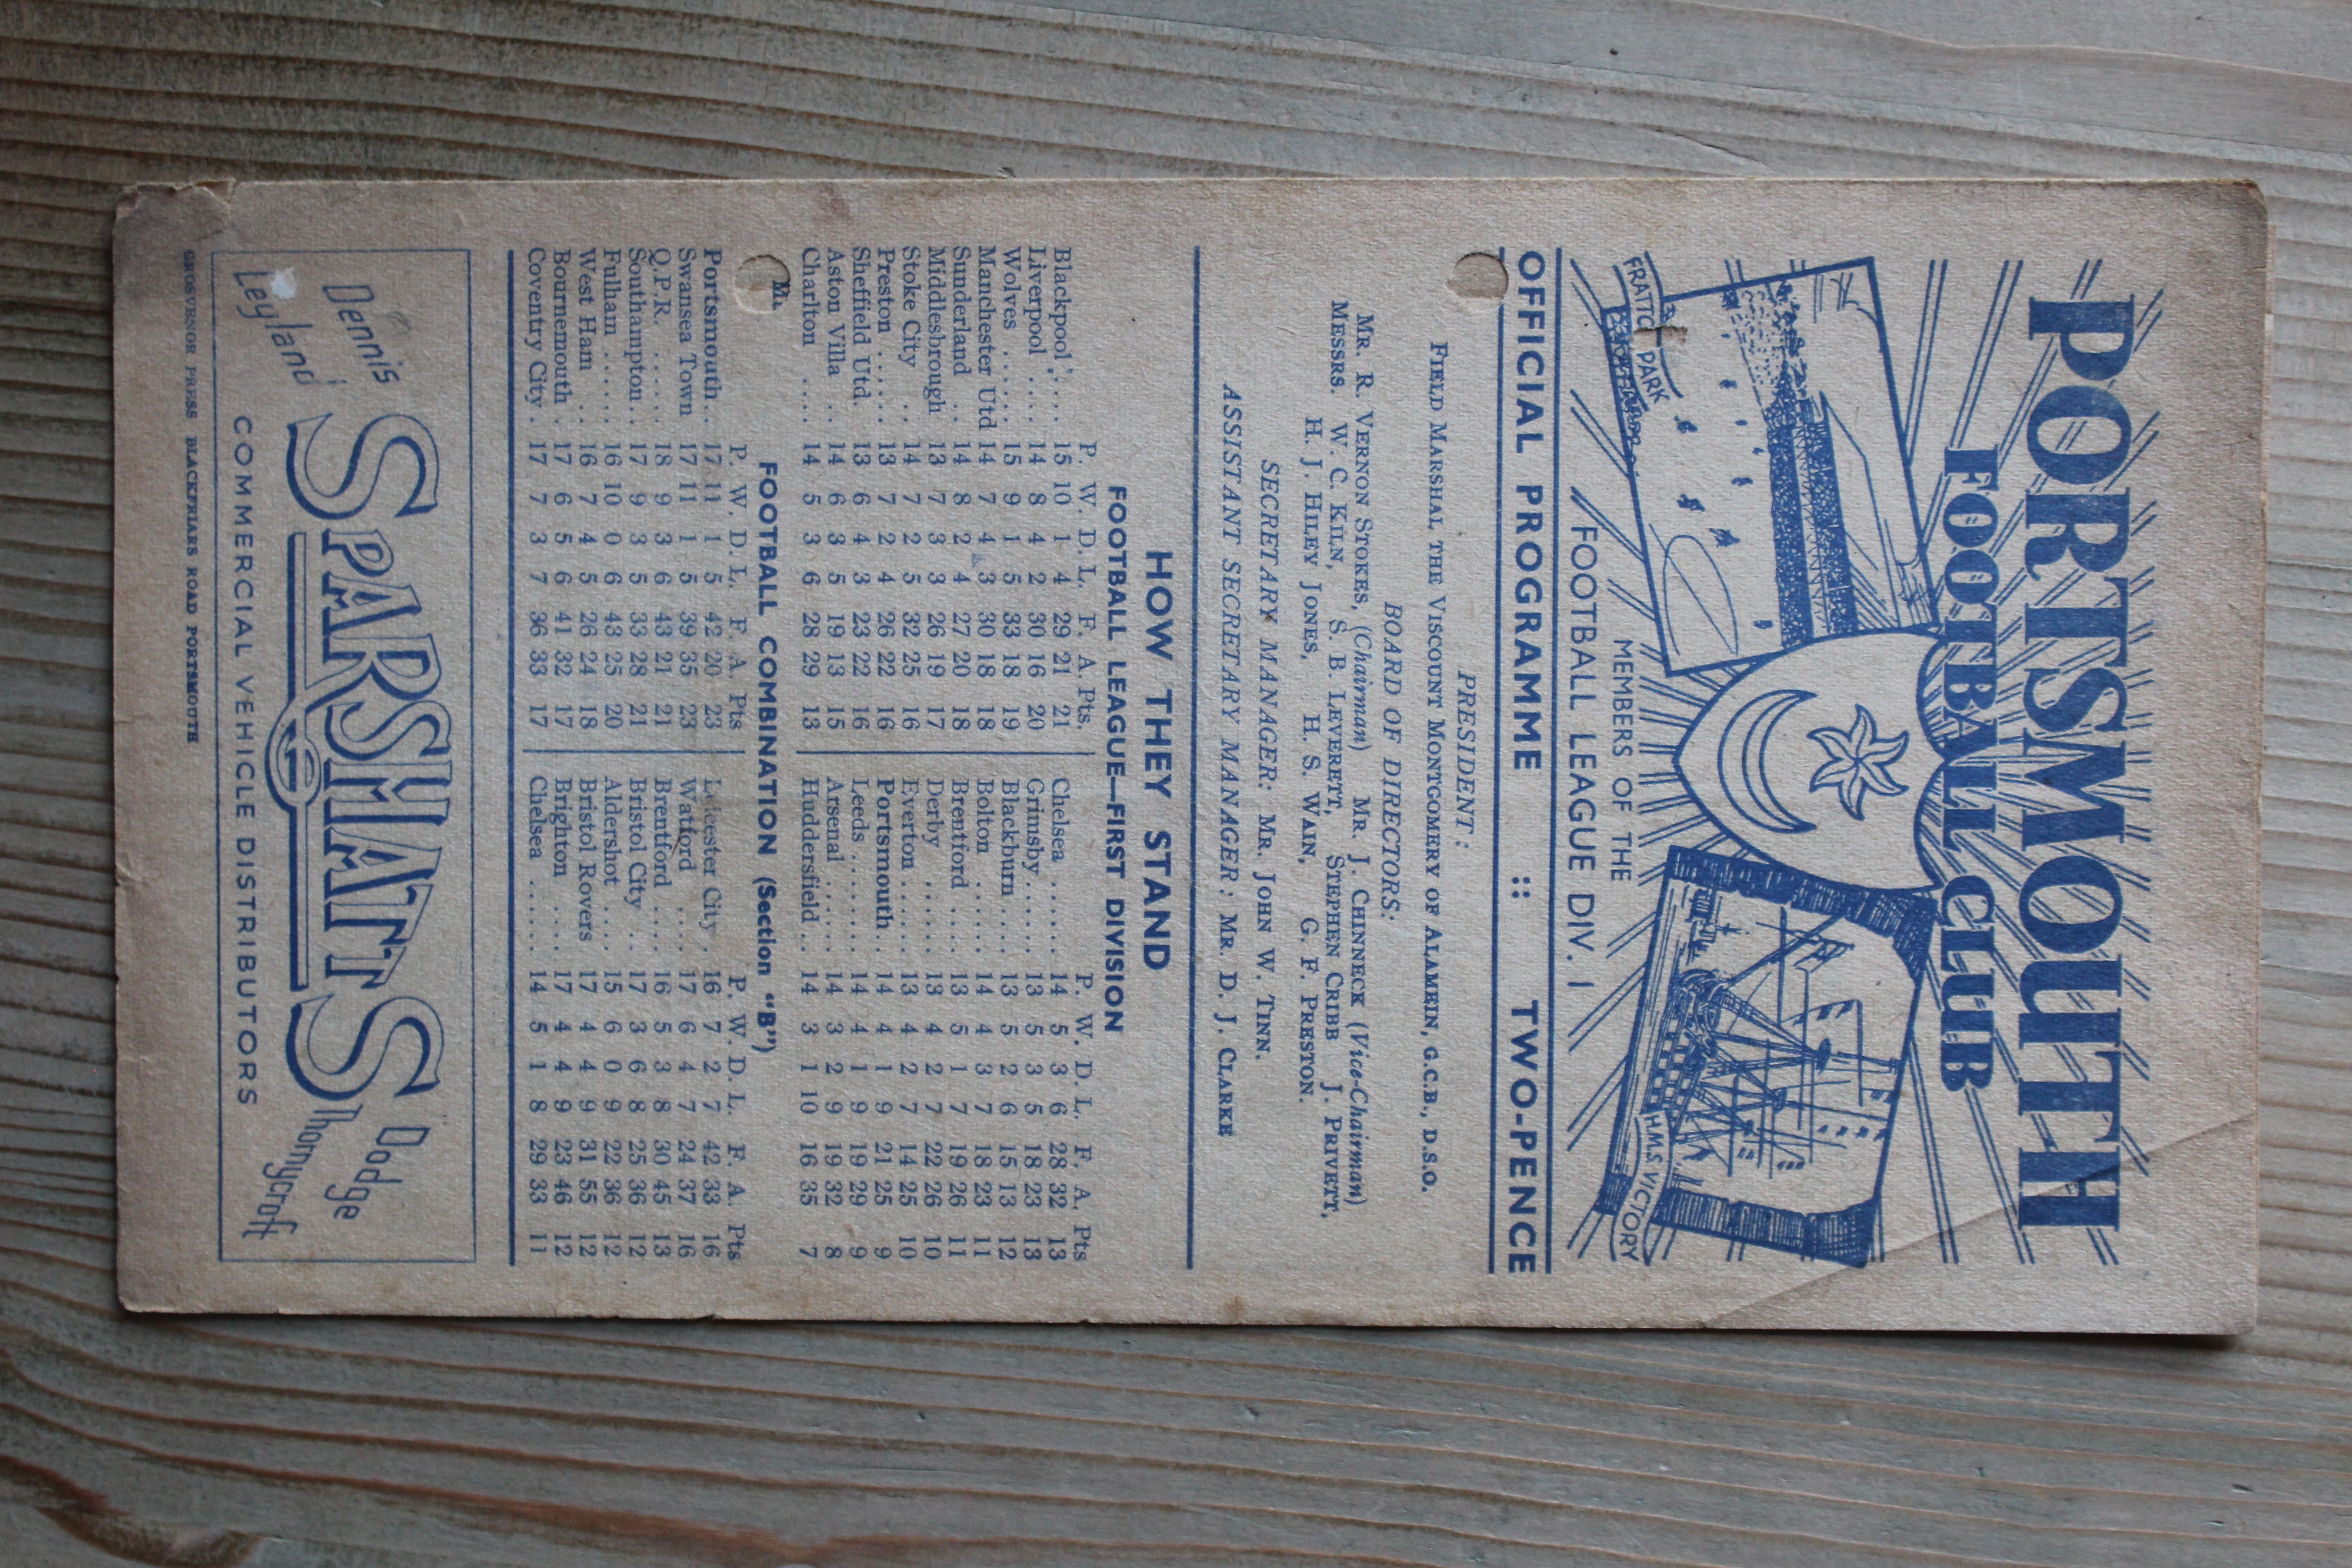 PORTSMOUTH
FOOTBALL CLUB
FRATTON PARK
H.M.S. VICTORY
MEMBERS OF THE
FOOTBALL LEAGUE DIV. 1
OFFICIAL PROGRAMME :: TWO-PENCE
PRESIDENT:
FIELD MARSHAL THE VISCOUNT MONTGOMERY OF ALAMEIN, G.C.B., D.S.O.
BOARD OF DIRECTORS:
MR. R. VERNON STOKES, (Chairman) MR. J. CHINNECK (Vice-Chairman)
MESSRS. W. C. KILN, S. B. LEVERETT, STEPHEN CRIBB J. PRIVETT,
H. J. HILEY JONES, H. S. WAIN, G. F. PRESTON.
SECRETARY MANAGER: MR. JOHN W. TINN.
ASSISTANT SECRETARY MANAGER: MR. D. J. CLARKE
HOW THEY STAND
FOOTBALL LEAGUE—FIRST DIVISION
P. W. D. L. F. A. Pts. P. W. D. L. F. A. Pts
Blackpool .... 15 10 1 4 29 21 21 Chelsea ....... 14 5 3 6 28 32 13
Liverpool .... 14 8 4 2 30 16 20 Grimsby ...... 13 5 3 5 18 23 13
Wolves ...... 15 9 1 5 33 18 19 Blackburn ..... 13 5 2 6 15 13 12
Manchester Utd 14 7 4 3 30 18 18 Bolton ....... 14 4 3 7 18 23 11
Sunderland .. 14 8 2 4 27 20 18 Brentford ..... 13 5 1 7 19 26 11
Middlesbrough 13 7 3 3 26 19 17 Derby ...... 13 4 2 7 22 26 10
Stoke City .. 14 7 2 5 32 25 16 Everton ...... 13 4 2 7 14 25 10
Preston ...... 13 7 2 4 26 22 16 Portsmouth .. 14 4 1 9 21 25 9
Sheffield Utd. 13 6 4 3 23 22 16 Leeds ........ 14 4 1 9 19 29 9
Aston Villa .. 14 6 3 5 19 13 15 Arsenal ...... 14 3 2 9 19 32 8
Charlton ..... 14 5 3 6 28 29 13 Huddersfield .. 14 3 1 10 16 35 7
FOOTBALL COMBINATION (Section "B")
P. W. D. L. F. A. Pts P. W. D. L. F. A. Pts
Portsmouth .. 17 11 1 5 42 20 23 Leicester City . 16 7 2 7 42 33 16
Swansea Town 17 11 1 5 39 35 23 Watford .... 17 6 4 7 24 37 16
Q.P.R. ...... 18 9 3 6 43 21 21 Brentford ..... 16 5 3 8 30 45 13
Southampton .. 17 9 3 5 33 28 21 Bristol City .. 17 3 6 8 25 36 12
Fulham ...... 16 10 0 6 43 25 20 Aldershot .... 15 6 0 9 22 36 12
West Ham .. 16 7 4 5 26 24 18 Bristol Rovers 17 4 4 9 31 55 12
Bournemouth . 17 6 5 6 41 32 17 Brighton .... 17 4 4 9 23 46 12
Coventry City . 17 7 3 7 36 33 17 Chelsea ...... 14 5 1 8 29 33 11
Dennis Dodge
SPARSHATTS
Leyland Thornycroft
COMMERCIAL VEHICLE DISTRIBUTORS
GROSVENOR PRESS BLACKFRIARS ROAD PORTSMOUTH